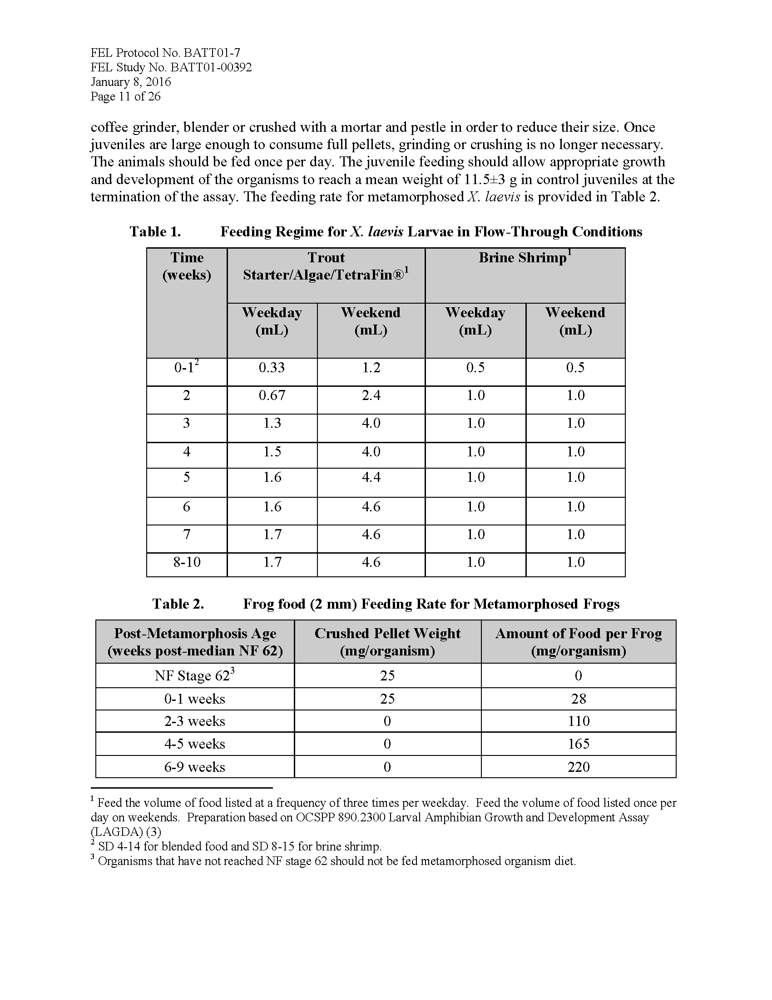 FEL Protocol No. BATT01-7
FEL Study No. BATT01-00392
January 8, 2016
Page 11 of 26
coffee grinder, blender or crushed with a mortar and pestle in order to reduce their size. Once
juveniles are large enough to consume full pellets, grinding or crushing is no longer necessary.
The animals should be fed once per day. The juvenile feeding should allow appropriate growth
and development of the organisms to reach a mean weight of 11.5±3 g in control juveniles at the
termination of the assay. The feeding rate for metamorphosed X. laevis is provided in Table 2.
Table 1. Feeding Regime for X. laevis Larvae in Flow-Through Conditions
Time (weeks) Trout Starter/Algae/TetraFin®1 Brine Shrimp1
Weekday (mL) Weekend (mL) Weekday (mL) Weekend (mL)
0-12 0.33 1.2 0.5 0.5
2 0.67 2.4 1.0 1.0
3 1.3 4.0 1.0 1.0
4 1.5 4.0 1.0 1.0
5 1.6 4.4 1.0 1.0
6 1.6 4.6 1.0 1.0
7 1.7 4.6 1.0 1.0
8-10 1.7 4.6 1.0 1.0
Table 2. Frog food (2 mm) Feeding Rate for Metamorphosed Frogs
Post-Metamorphosis Age (weeks post-median NF 62) Crushed Pellet Weight (mg/organism) Amount of Food per Frog (mg/organism)
NF Stage 623 25 0
0-1 weeks 25 28
2-3 weeks 0 110
4-5 weeks 0 165
6-9 weeks 0 220
1 Feed the volume of food listed at a frequency of three times per weekday. Feed the volume of food listed once per
day on weekends. Preparation based on OCSPP 890.2300 Larval Amphibian Growth and Development Assay
(LAGDA) (3)
2 SD 4-14 for blended food and SD 8-15 for brine shrimp.
3 Organisms that have not reached NF stage 62 should not be fed metamorphosed organism diet.